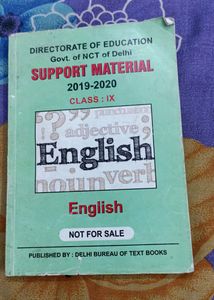 DIRECTORATE OF EDUCATION
Govt. of NCT of Delhi
SUPPORT MATERIAL
2019-2020
CLASS : IX
adjective
English
noun
verb
English
NOT FOR SALE
PUBLISHED BY : DELHI BUREAU OF TEXT BOOKS